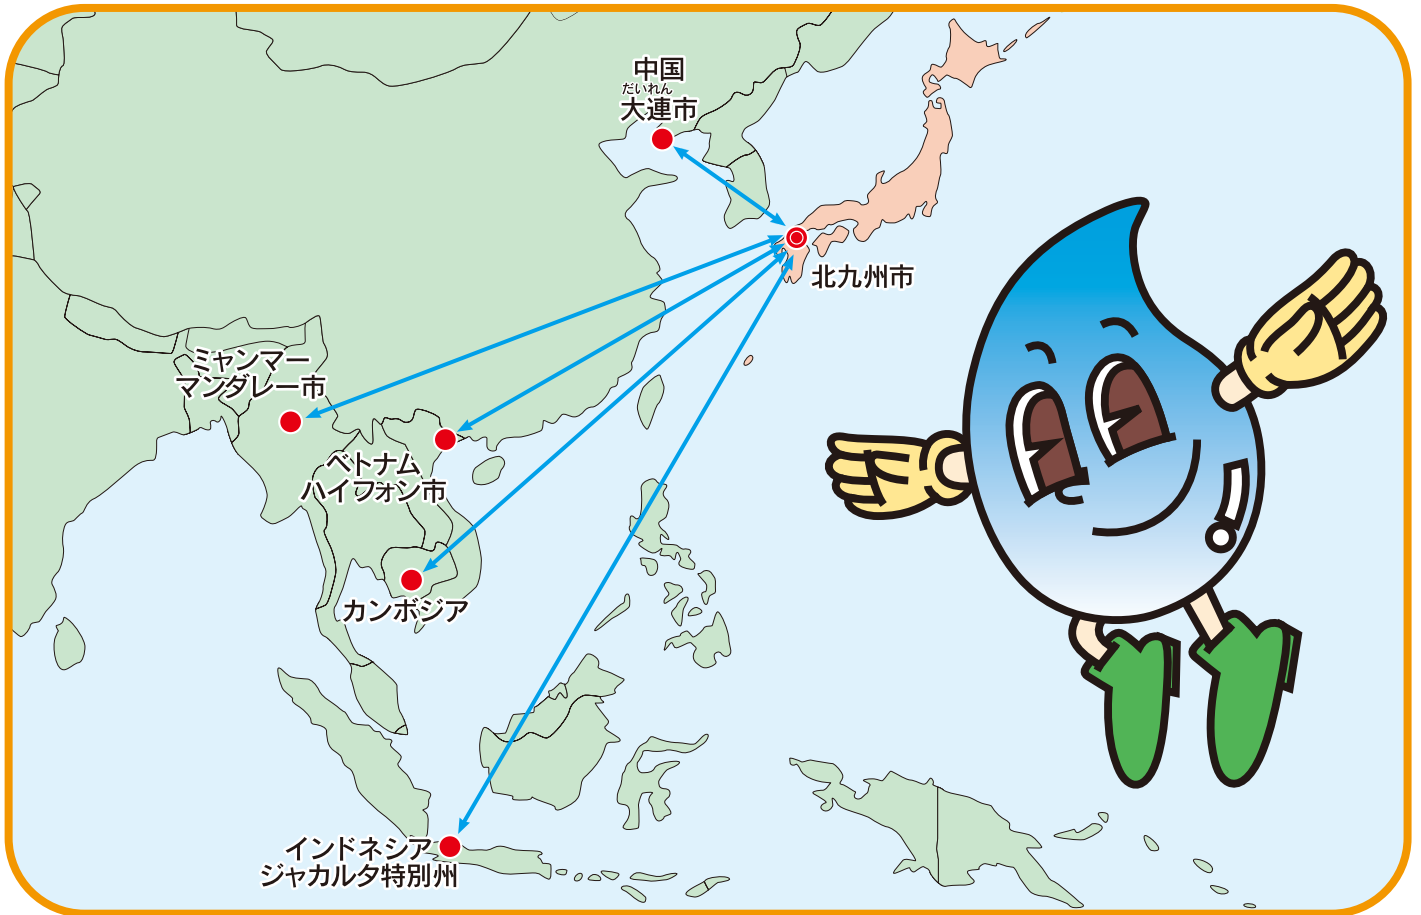 中国
だいれん
大連市
北九州市
ミャンマー
マンダレー市
ベトナム
ハイフォン市
カンボジア
インドネシア
ジャカルタ特別州